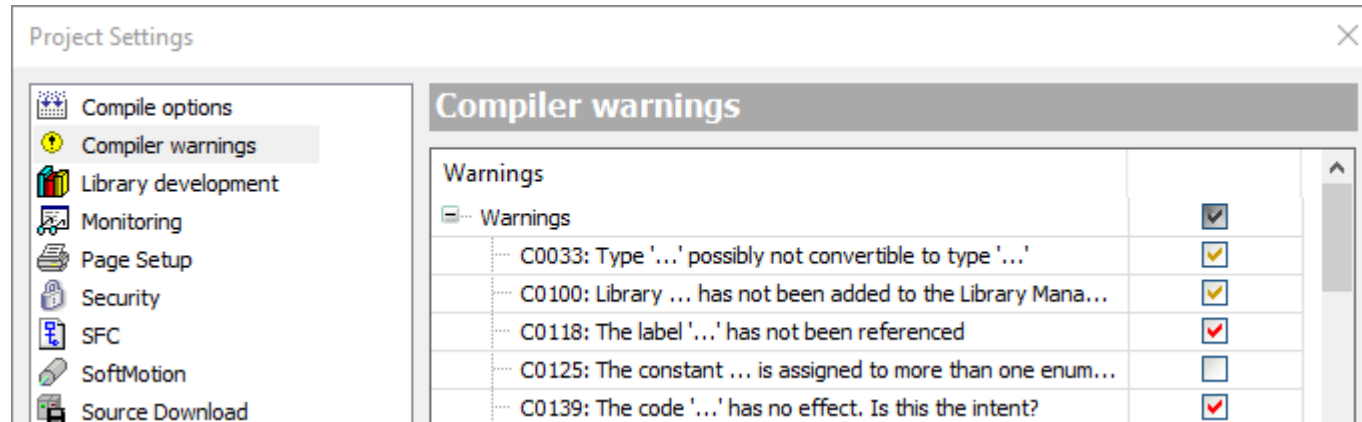 Project Settings
Compile options
Compiler warnings
Library development
Monitoring
Page Setup
Security
SFC
SoftMotion
Source Download
Compiler warnings
Warnings
Warnings
C0033: Type '...' possibly not convertible to type '...'
C0100: Library ... has not been added to the Library Mana...
C0118: The label '...' has not been referenced
C0125: The constant ... is assigned to more than one enum...
C0139: The code '...' has no effect. Is this the intent?